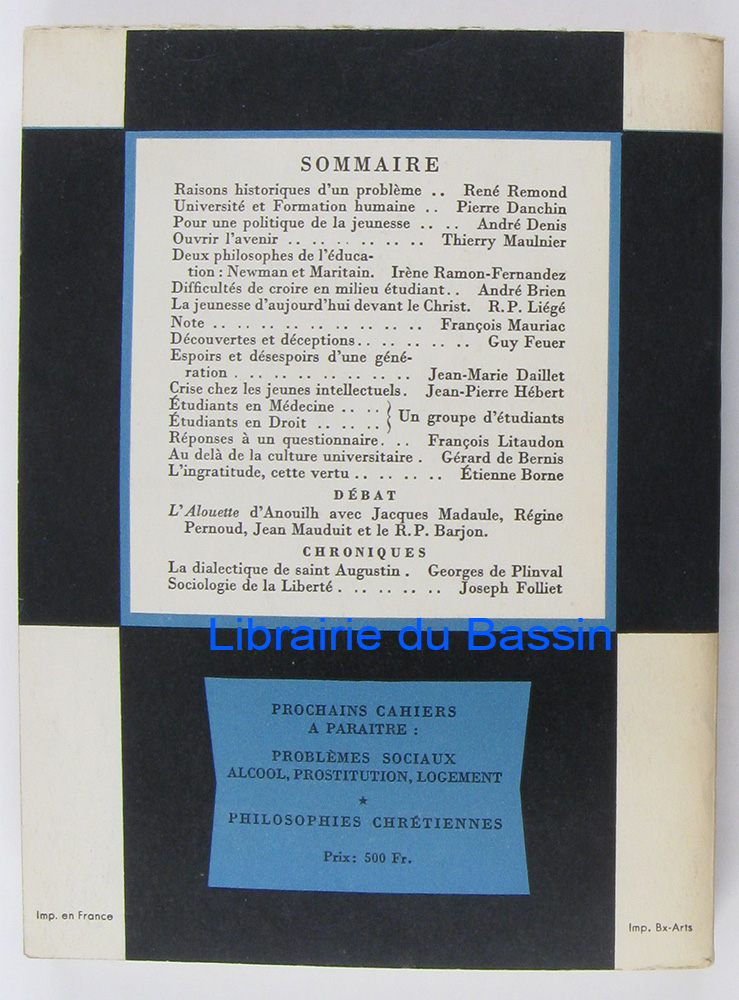 SOMMAIRE
Raisons historiques d'un problème .. René Remond
Université et Formation humaine .. Pierre Danchin
Pour une politique de la jeunesse .. .. André Denis
Ouvrir l'avenir .. .. .. .. .. .. .. Thierry Maulnier
Deux philosophes de l'éduca-
tion : Newman et Maritain. Irène Ramon-Fernandez
Difficultés de croire en milieu étudiant.. André Brien
La jeunesse d'aujourd'hui devant le Christ. R.P. Liégé
Note .. .. .. .. .. .. .. .. .. .. .. François Mauriac
Découvertes et déceptions.. .. .. .. .. Guy Feuer
Espoirs et désespoirs d'une géné-
ration . .. .. .. .. .. .. .. .. .. Jean-Marie Daillet
Crise chez les jeunes intellectuels. Jean-Pierre Hébert
Étudiants en Médecine .. .. ..
Étudiants en Droit .. .. .. ..
} Un groupe d'étudiants
Réponses à un questionnaire. .. .. François Litaudon
Au delà de la culture universitaire . Gérard de Bernis
L'ingratitude, cette vertu .. .. .. .. .. Étienne Borne
DÉBAT
L'Alouette d'Anouilh avec Jacques Madaule, Régine
Pernoud, Jean Mauduit et le R.P. Barjon.
CHRONIQUES
La dialectique de saint Augustin . Georges de Plinval
Sociologie de la Liberté . .. .. .. .. Joseph Folliet
Librairie du Bassin
PROCHAINS CAHIERS
A PARAITRE :
PROBLÈMES SOCIAUX
ALCOOL, PROSTITUTION, LOGEMENT
★
PHILOSOPHIES CHRÉTIENNES
Prix : 500 Fr.
Imp. en France
Imp. Bx-Arts